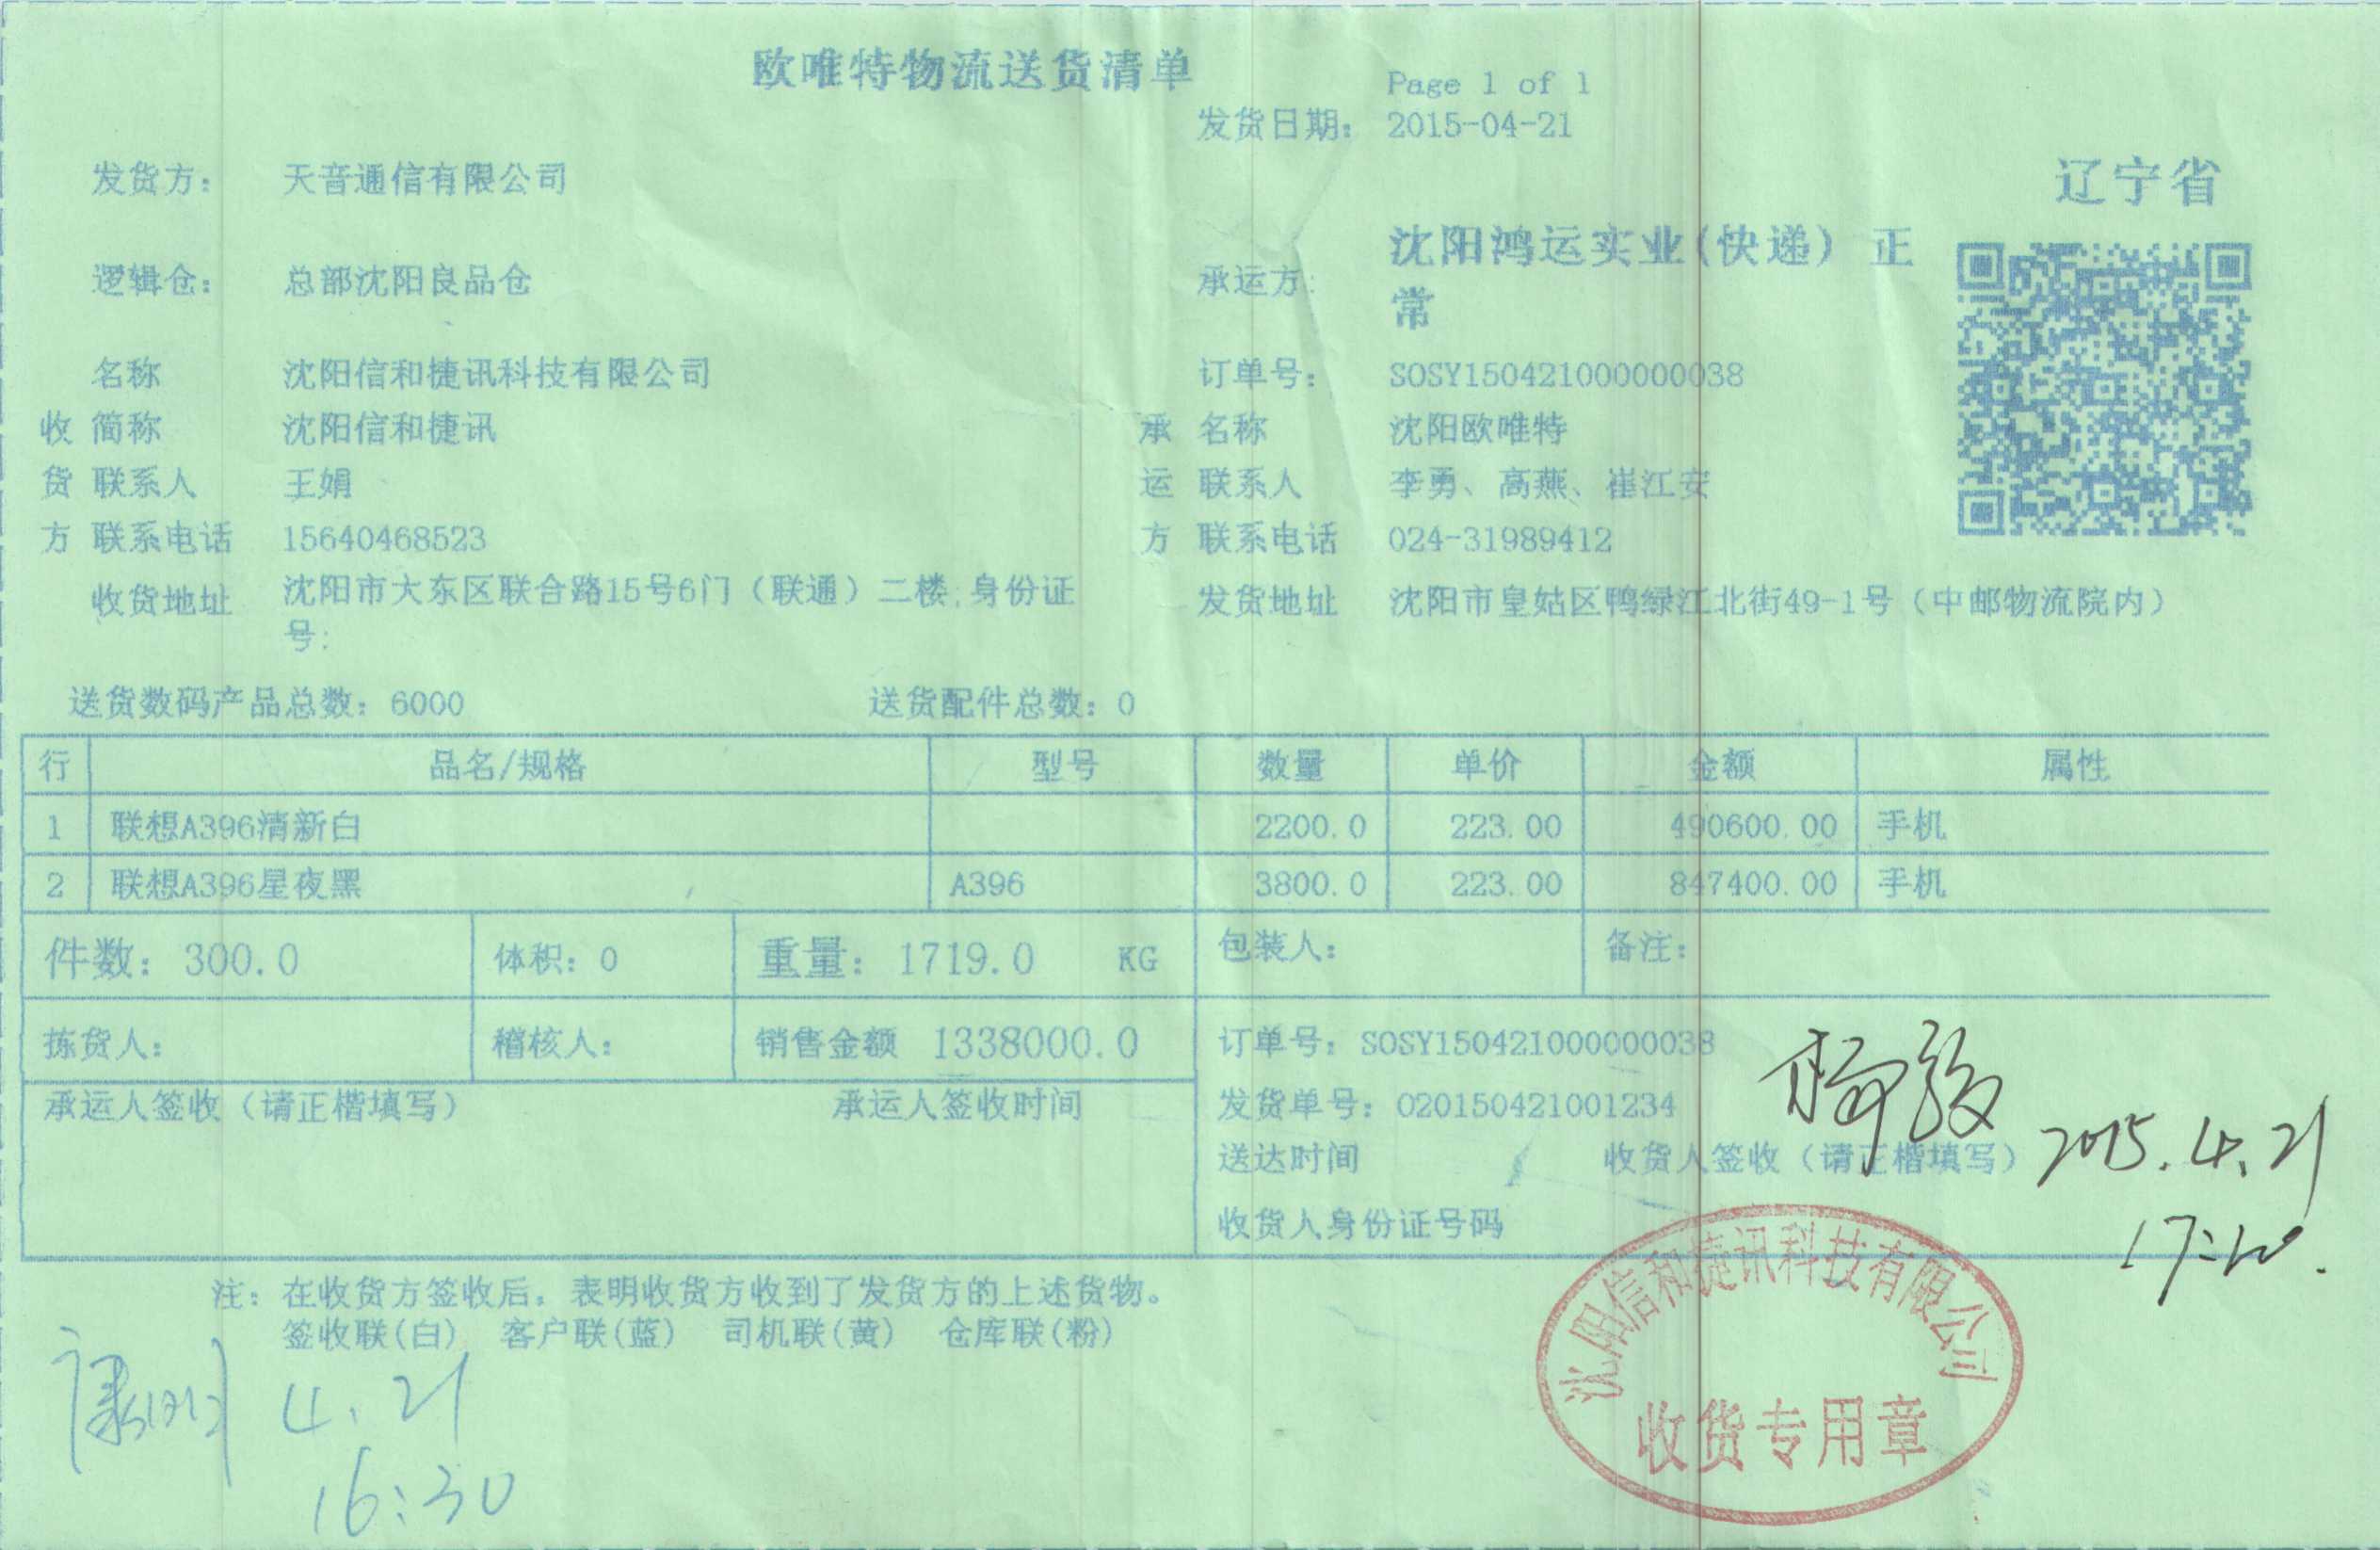 欧唯特物流送货清单
Page 1 of 1
发货日期: 2015-04-21
发货方: 天音通信有限公司
辽宁省
逻辑仓: 总部沈阳良品仓
承运方: 沈阳鸿运实业(快递) 正
常
名称 沈阳信和捷讯科技有限公司
订单号: SOSY150421000000038
收 简称 沈阳信和捷讯
承 名称 沈阳欧唯特
货 联系人 王娟
运 联系人 李勇、高燕、崔江安
方 联系电话 15640468523
方 联系电话 024-31989412
收货地址 沈阳市大东区联合路15号6门（联通）二楼;身份证
号:
发货地址 沈阳市皇姑区鸭绿江北街49-1号（中邮物流院内）
送货数码产品总数: 6000 送货配件总数: 0
行 品名/规格 型号 数量 单价 金额 属性
1 联想A396清新白 2200.0 223.00 490600.00 手机
2 联想A396星夜黑 A396 3800.0 223.00 847400.00 手机
件数: 300.0 体积: 0 重量: 1719.0 KG 包装人: 备注:
拣货人: 稽核人: 销售金额 1338000.0 订单号: SOSY150421000000038
承运人签收（请正楷填写） 承运人签收时间
发货单号: O20150421001234
送达时间 收货人签收（请正楷填写）
2015.4.21
收货人身份证号码
17:10.
注: 在收货方签收后, 表明收货方收到了发货方的上述货物。
签收联(白) 客户联(蓝) 司机联(黄) 仓库联(粉)
4.21
16:30
沈阳信和捷讯科技有限公司
收货专用章